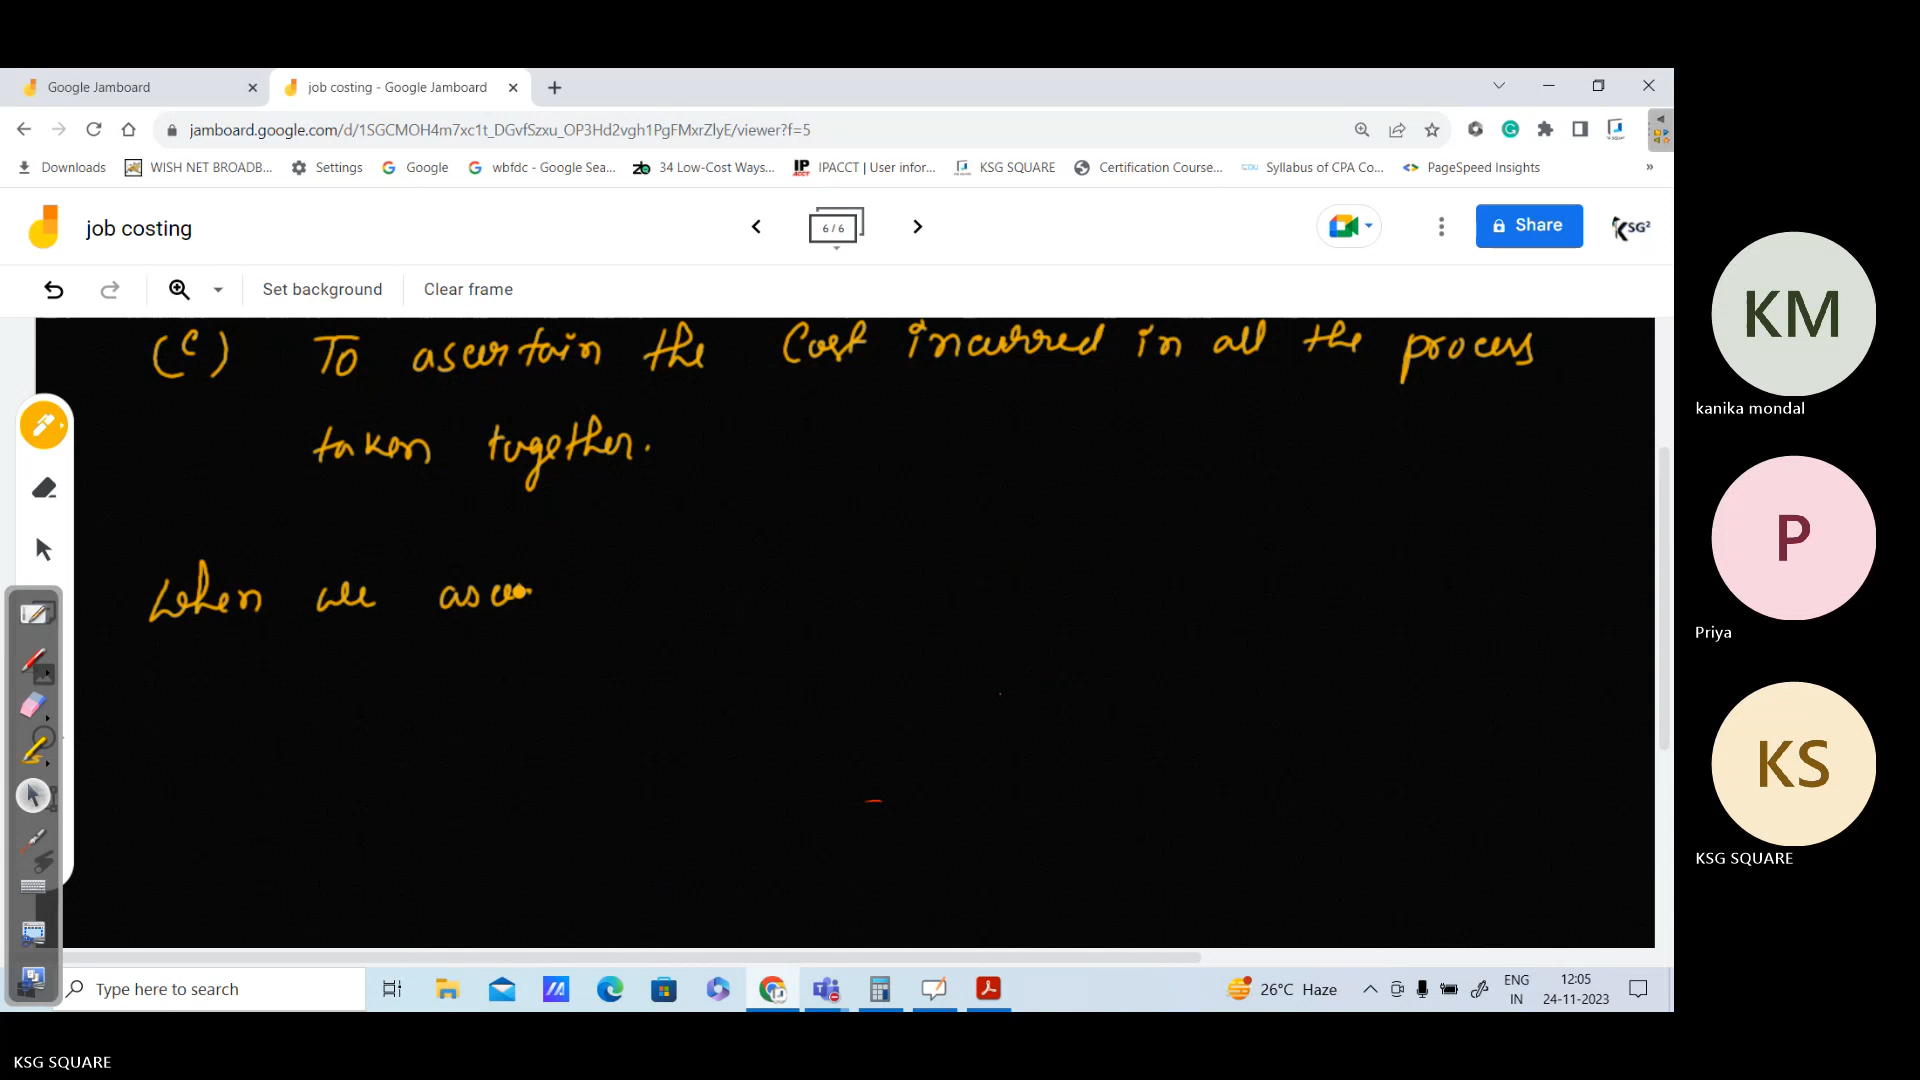 Google Jamboard
job costing - Google Jamboard
jamboard.google.com/d/1SGCMOH4m7xc1t_DGvfSzxu_OP3Hd2vgh1PgFMxrZlyE/viewer?f=5
Downloads WISH NET BROADB... Settings Google wbfdc - Google Sea... 34 Low-Cost Ways... IPACCT | User infor... KSG SQUARE Certification Course... Syllabus of CPA Co... PageSpeed Insights »
job costing
6 / 6
Share
KSG²
Set background
Clear frame
(C) To ascertain the Cost incurred in all the process
taken together.
When we asce
KM
kanika mondal
P
Priya
KS
KSG SQUARE
Type here to search
26°C Haze
ENG
IN
12:05
24-11-2023
KSG SQUARE